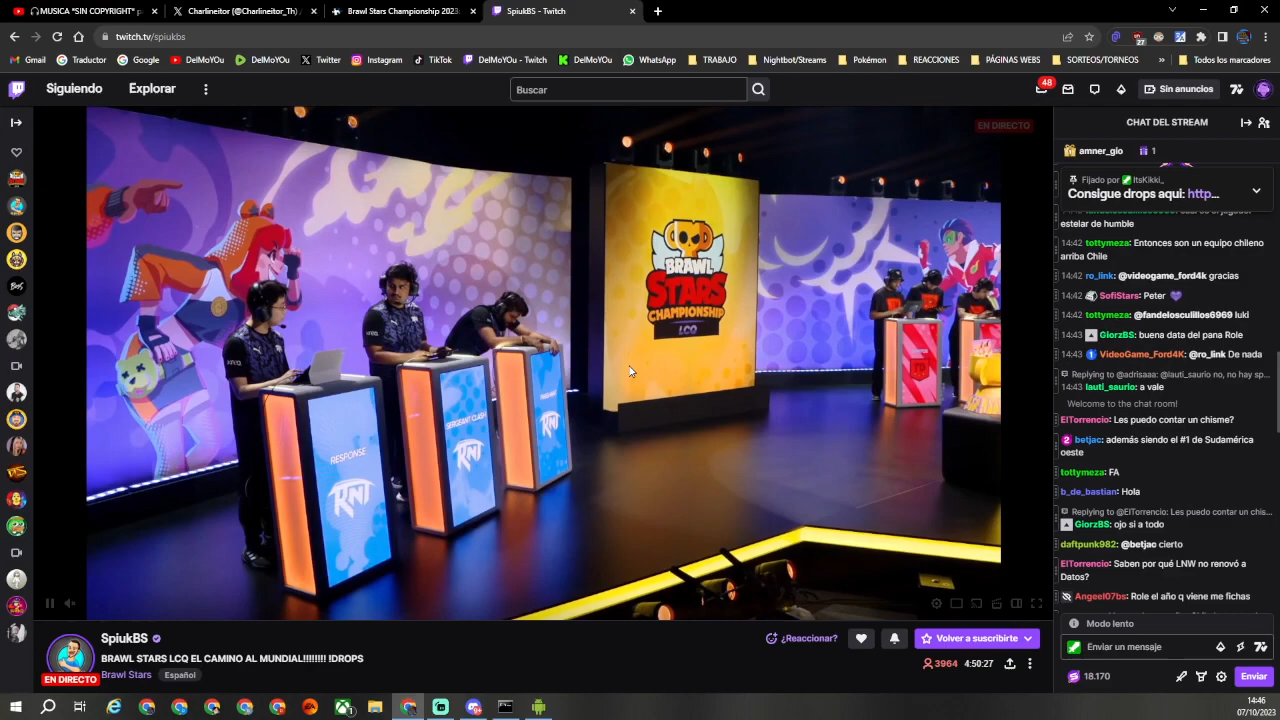 MUSICA *SIN COPYRIGHT* p
Charlineitor (@Charlineitor_Th) /
Brawl Stars Championship 2023:
SpiukBS - Twitch
twitch.tv/spiukbs
27
Gmail
Traductor
Google
DelMoYOu
DelMoYOu
Twitter
Instagram
TikTok
DelMoYOu - Twitch
DelMoYOu
WhatsApp
TRABAJO
Nightbot/Streams
Pokémon
REACCIONES
PÁGINAS WEBS
SORTEOS/TORNEOS
»
Todos los marcadores
Siguiendo
Explorar
Buscar
48
Sin anuncios
EN DIRECTO
BRAWL
STARS
CHAMPIONSHIP
LCQ
RESPONSE
RNT
SERGEANT CLASH
RNT
RNT
CHAT DEL STREAM
amner_gio 1
Fijado por ItsKikki_
Consigue drops aqui: http...
estelar de humble
14:42 tottymeza: Entonces son un equipo chileno
arriba Chile
14:42 ro_link: @videogame_ford4k gracias
14:42 SofiStars: Peter
14:42 tottymeza: @fandelosculillos6969 luki
14:43 GlorzBS: buena data del pana Role
14:43 VideoGame_Ford4K: @ro_link De nada
Replying to @adrisaaa: @lauti_saurio no, no hay sp...
14:43 lauti_saurio: a vale
Welcome to the chat room!
ElTorrencio: Les puedo contar un chisme?
2 betjac: además siendo el #1 de Sudamérica
oeste
tottymeza: FA
b_de_bastian: Hola
Replying to @ElTorrencio: Les puedo contar un chis...
GlorzBS: ojo si a todo
daftpunk982: @betjac cierto
ElTorrencio: Saben por qué LNW no renovó a
Datos?
Angeel07bs: Role el año q viene me fichas
Modo lento
Enviar un mensaje
18.170
Enviar
SpiukBS
EN DIRECTO
BRAWL STARS LCQ EL CAMINO AL MUNDIAL!!!!!!!! !DROPS
Brawl Stars
Español
¿Reaccionar?
Volver a suscribirte
3964
4:50:27
14:46
07/10/2023